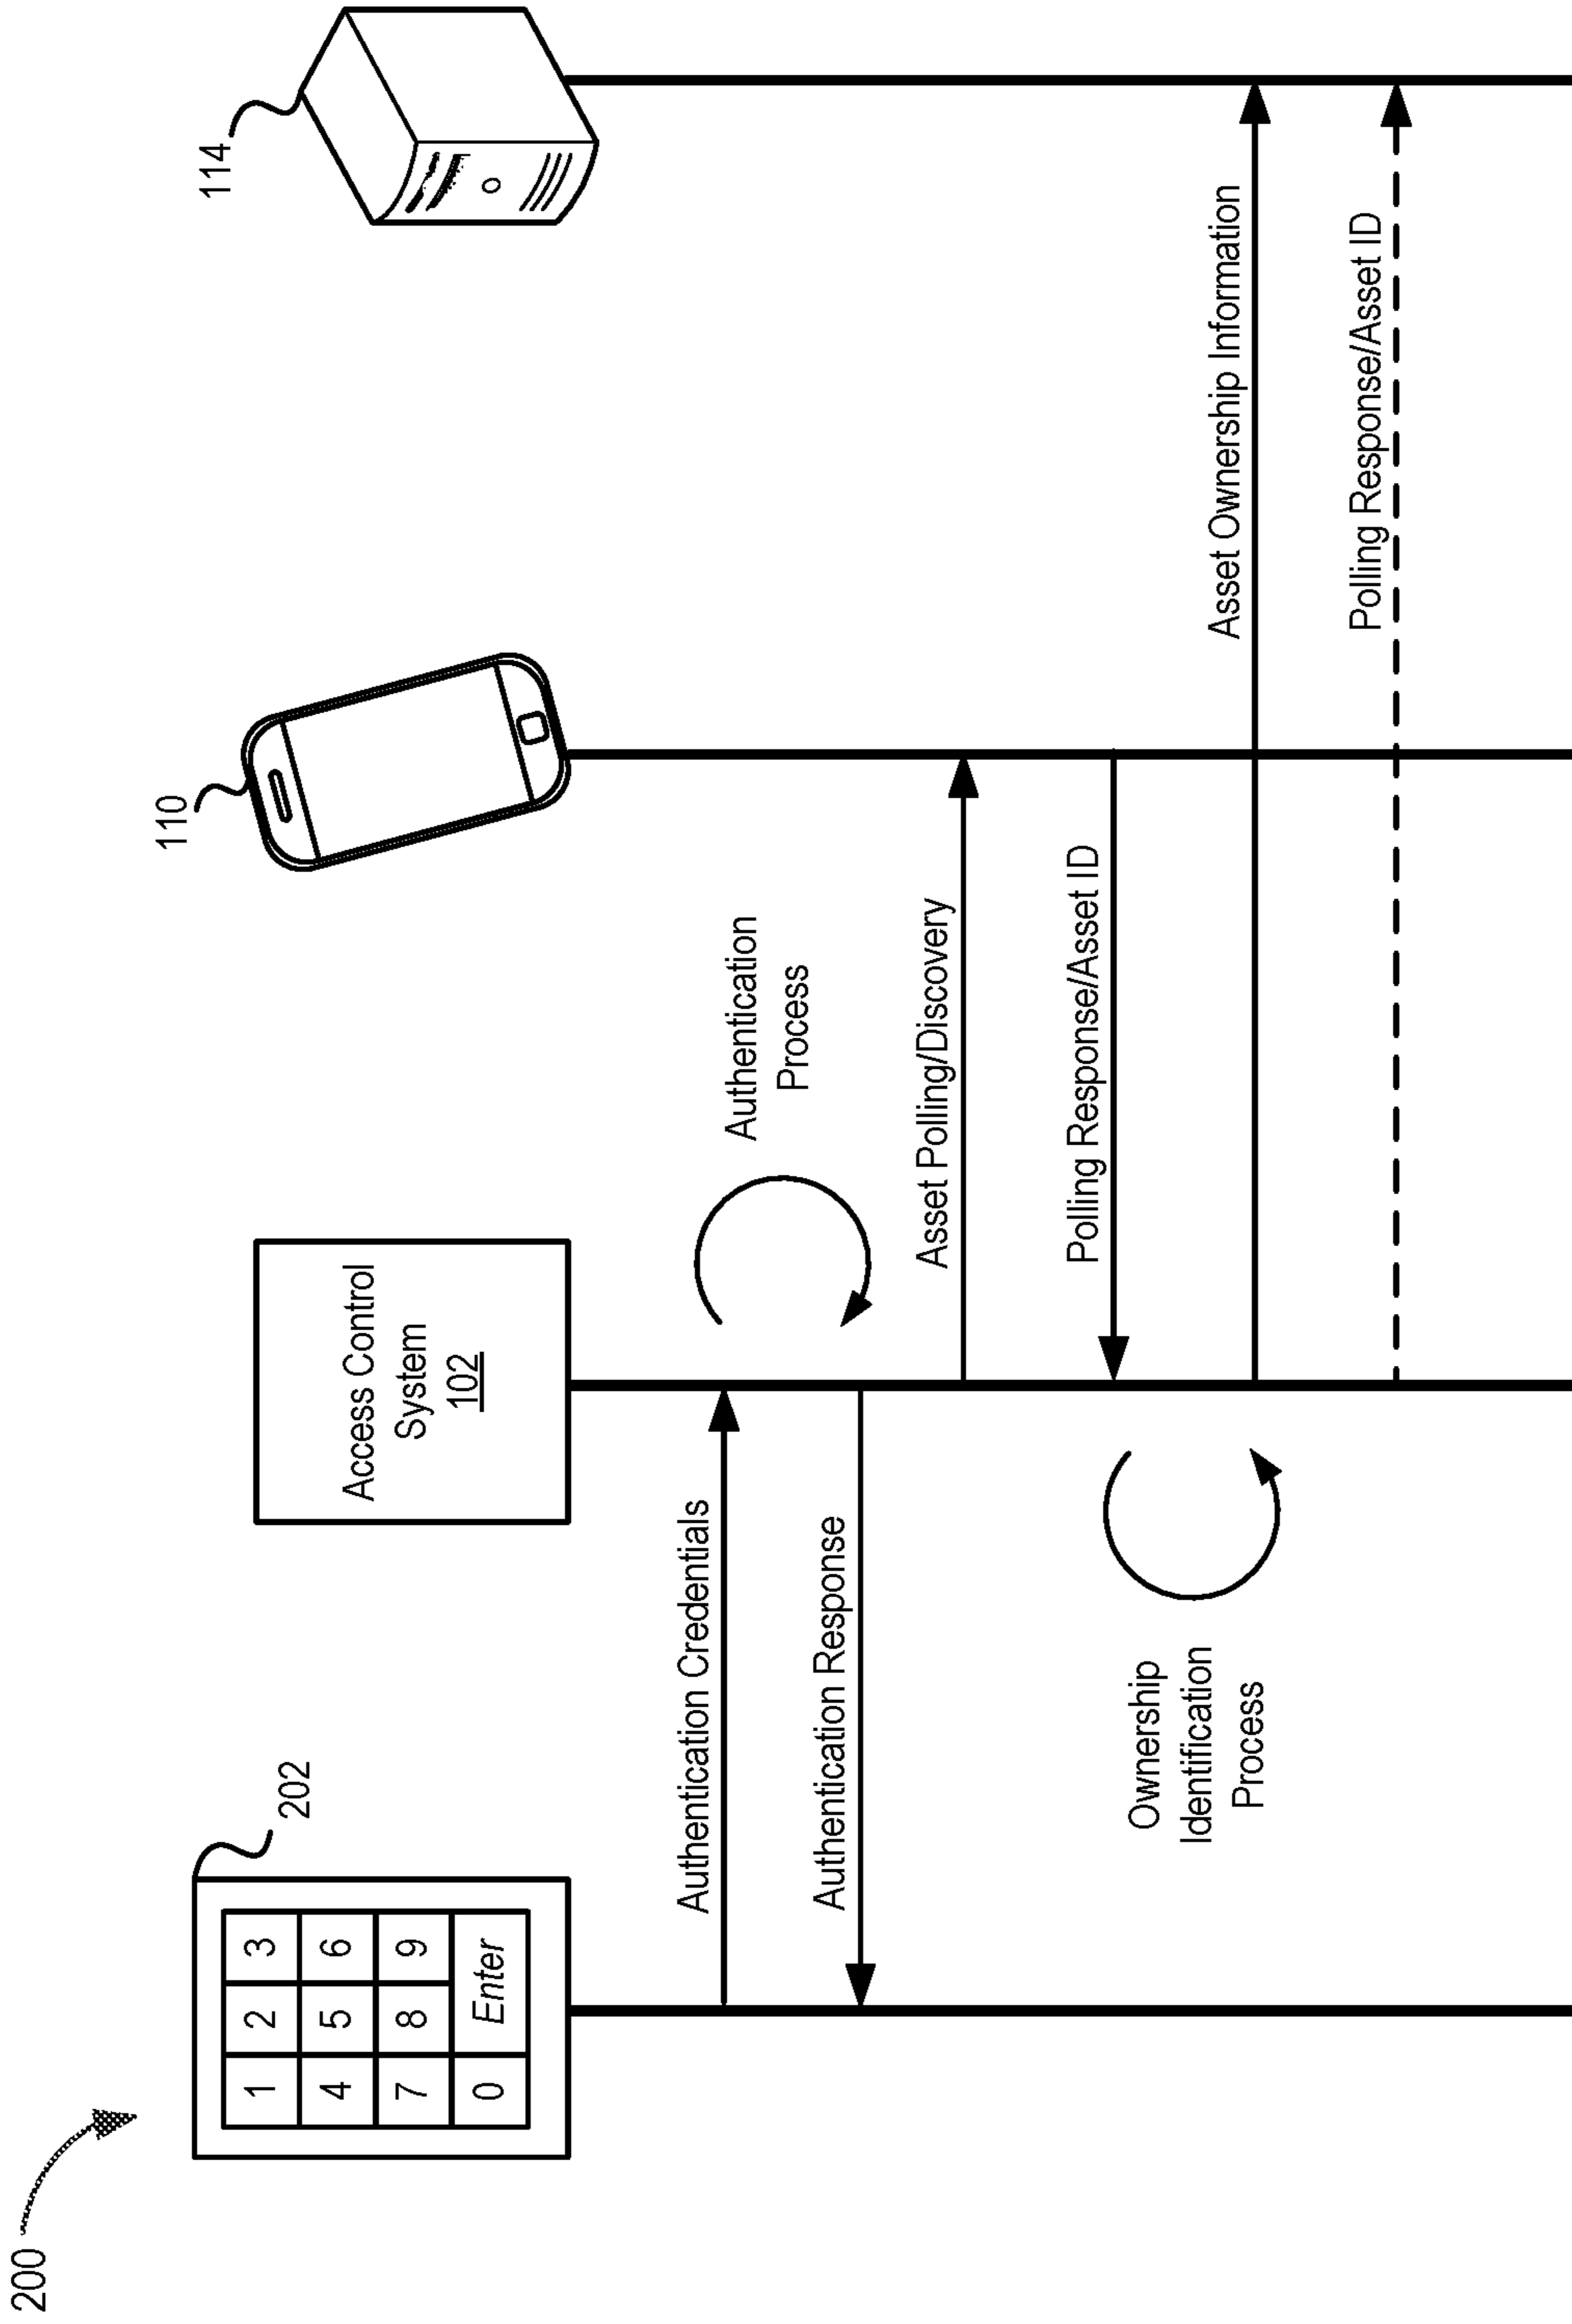 200
202
1 2 3
4 5 6
7 8 9
0 Enter
Access Control
System
102
110
114
Authentication Credentials
Authentication
Process
Authentication Response
Asset Polling/Discovery
Polling Response/Asset ID
Ownership
Identification
Process
Asset Ownership Information
Polling Response/Asset ID